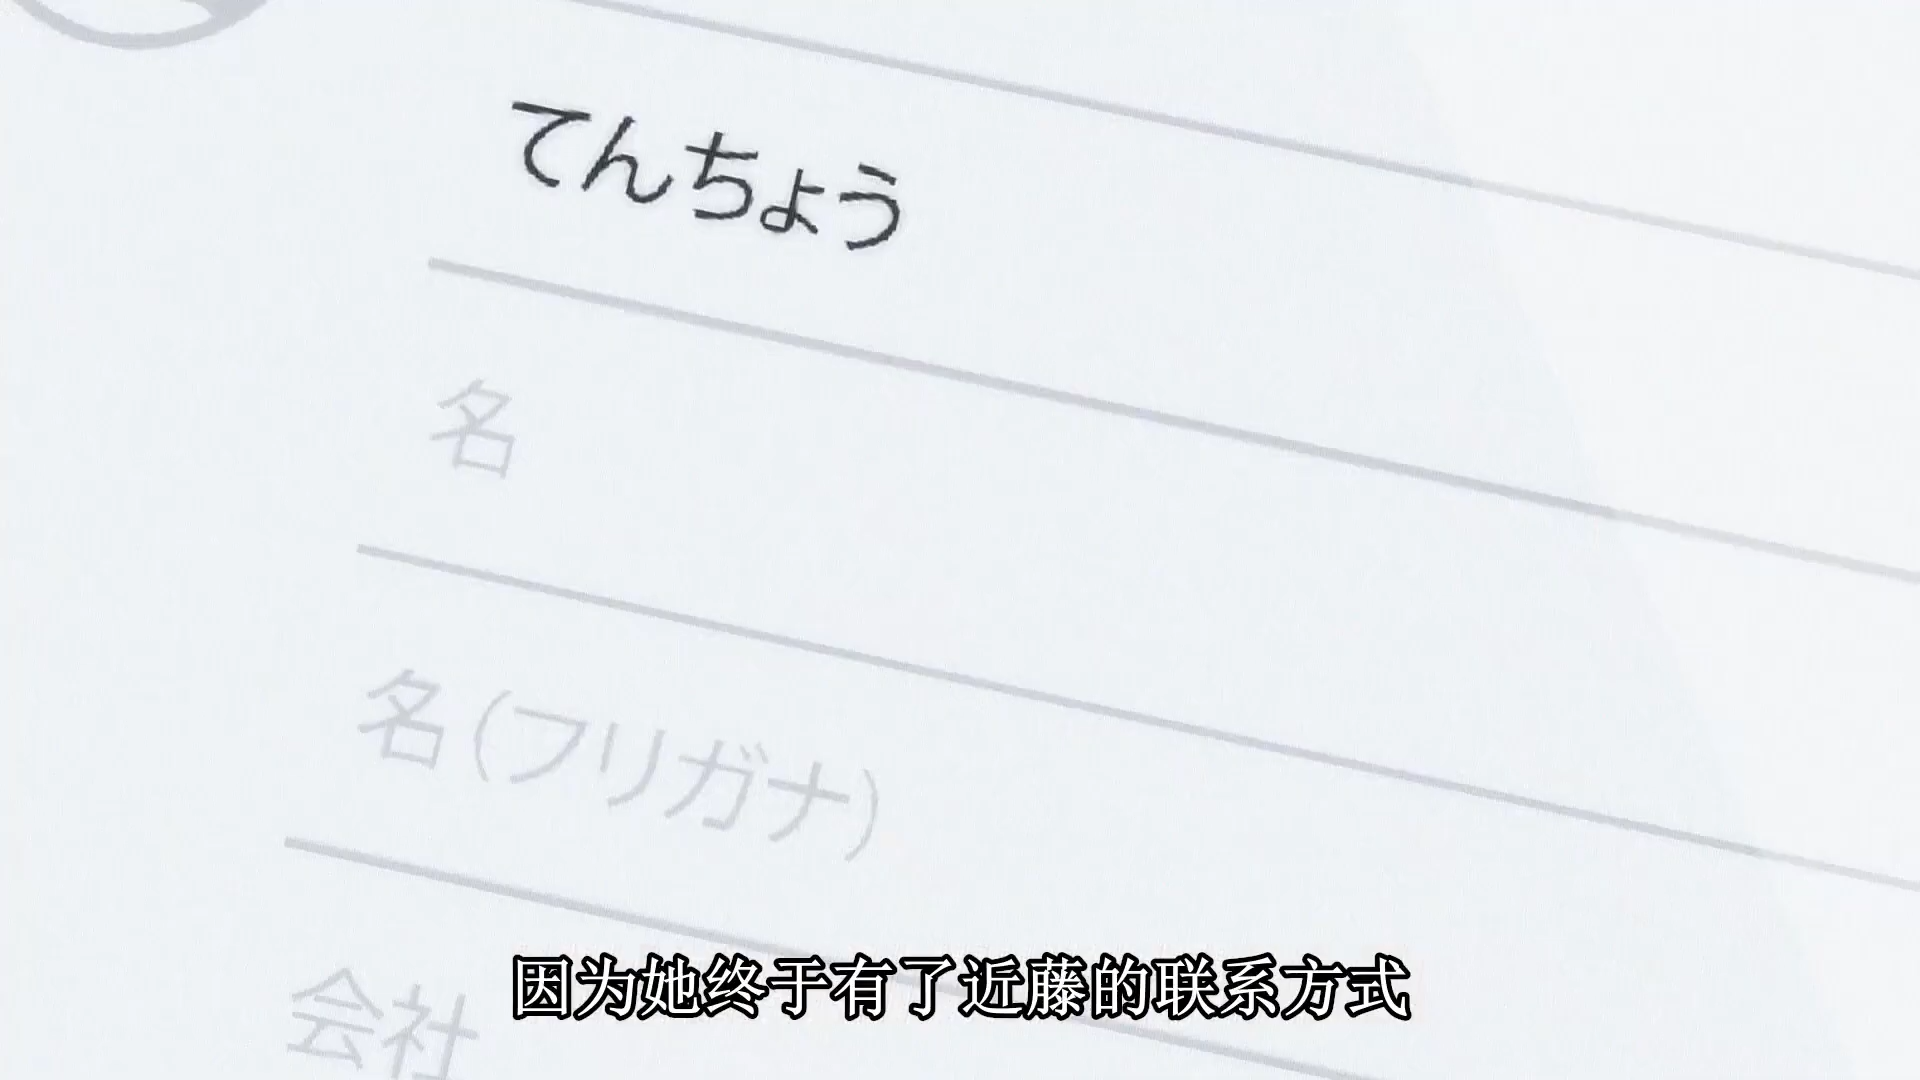 てんちょう
名
名(フリガナ)
会社
因为她终于有了近藤的联系方式